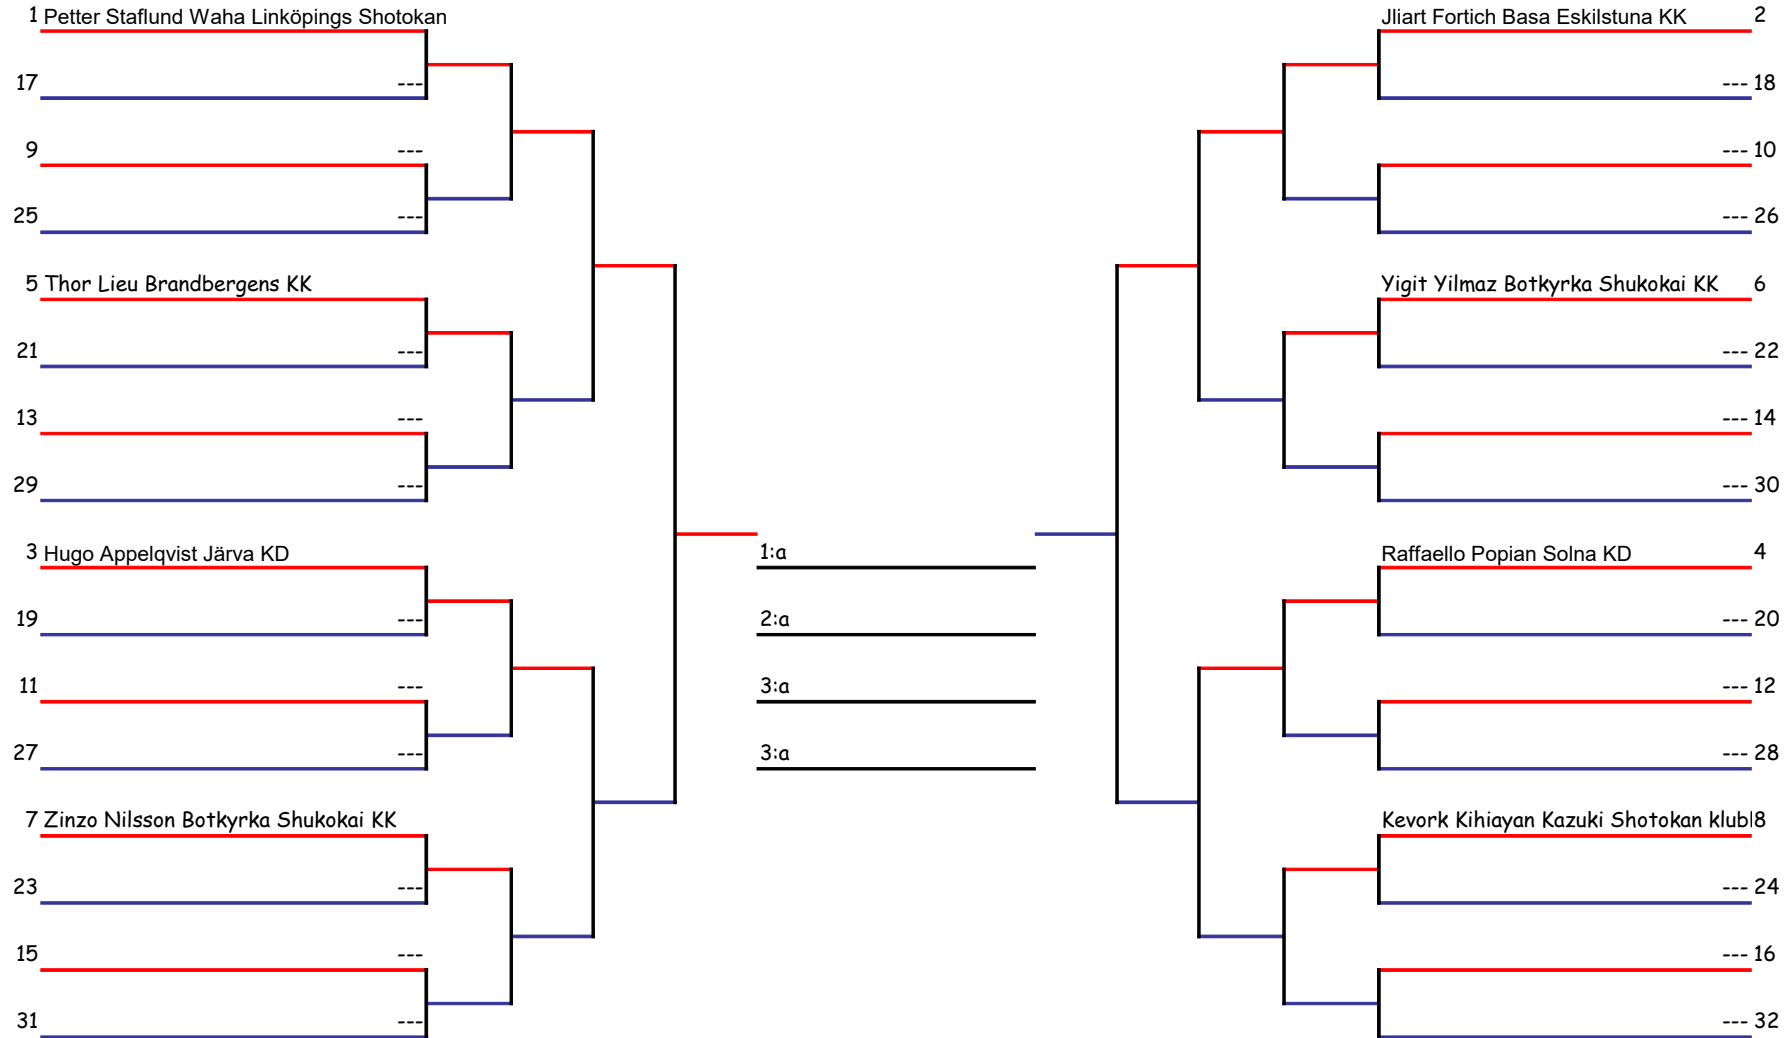 1 Petter Staflund Waha Linköpings Shotokan
17 ---
9 ---
25 ---
5 Thor Lieu Brandbergens KK
21 ---
13 ---
29 ---
3 Hugo Appelqvist Järva KD
19 ---
11 ---
27 ---
7 Zinzo Nilsson Botkyrka Shukokai KK
23 ---
15 ---
31 ---
1:a
2:a
3:a
3:a
Jliart Fortich Basa Eskilstuna KK 2
--- 18
--- 10
--- 26
Yigit Yilmaz Botkyrka Shukokai KK 6
--- 22
--- 14
--- 30
Raffaello Popian Solna KD 4
--- 20
--- 12
--- 28
Kevork Kihiayan Kazuki Shotokan klubl 8
--- 24
--- 16
--- 32